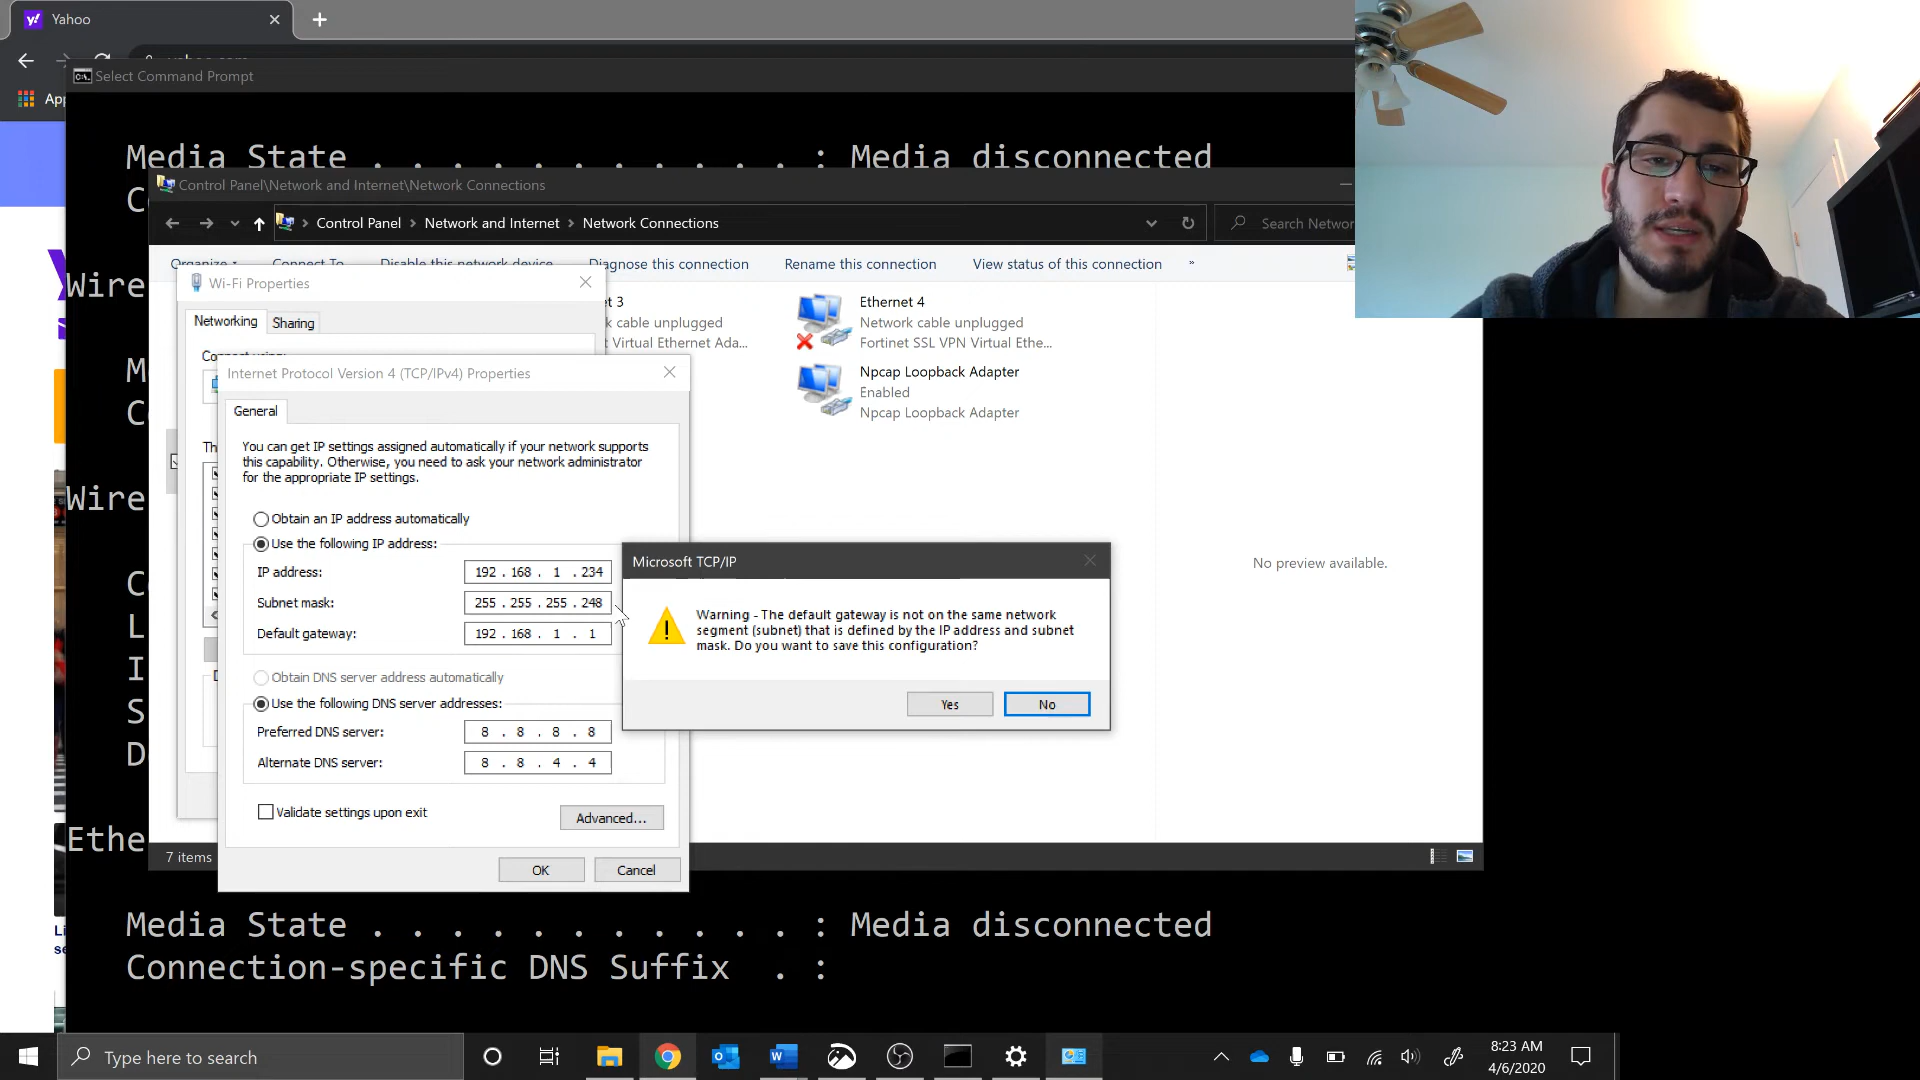 Yahoo
Select Command Prompt
App
Media State . . . . . . . . . . . : Media disconnected
Control Panel\Network and Internet\Network Connections
C
Control Panel > Network and Internet > Network Connections
Search Networ
Organize
Connect To
Disable this network device
Diagnose this connection
Rename this connection
View status of this connection
»
Wire
Wi-Fi Properties
Networking
Sharing
et 3
k cable unplugged
t Virtual Ethernet Ada...
Ethernet 4
Network cable unplugged
Fortinet SSL VPN Virtual Ethe...
Npcap Loopback Adapter
Enabled
Npcap Loopback Adapter
No preview available.
M
C
Th
Internet Protocol Version 4 (TCP/IPv4) Properties
General
You can get IP settings assigned automatically if your network supports
this capability. Otherwise, you need to ask your network administrator
for the appropriate IP settings.
Obtain an IP address automatically
Use the following IP address:
IP address: 192 . 168 . 1 . 234
Subnet mask: 255 . 255 . 255 . 248
Default gateway: 192 . 168 . 1 . 1
Obtain DNS server address automatically
Use the following DNS server addresses:
Preferred DNS server: 8 . 8 . 8 . 8
Alternate DNS server: 8 . 8 . 4 . 4
Validate settings upon exit
Advanced...
OK
Cancel
Microsoft TCP/IP
Warning - The default gateway is not on the same network
segment (subnet) that is defined by the IP address and subnet
mask. Do you want to save this configuration?
Yes
No
Wire
C
L
I
S
D
Ethe
7 items
Media State . . . . . . . . . . . : Media disconnected
Connection-specific DNS Suffix . :
Type here to search
8:23 AM
4/6/2020